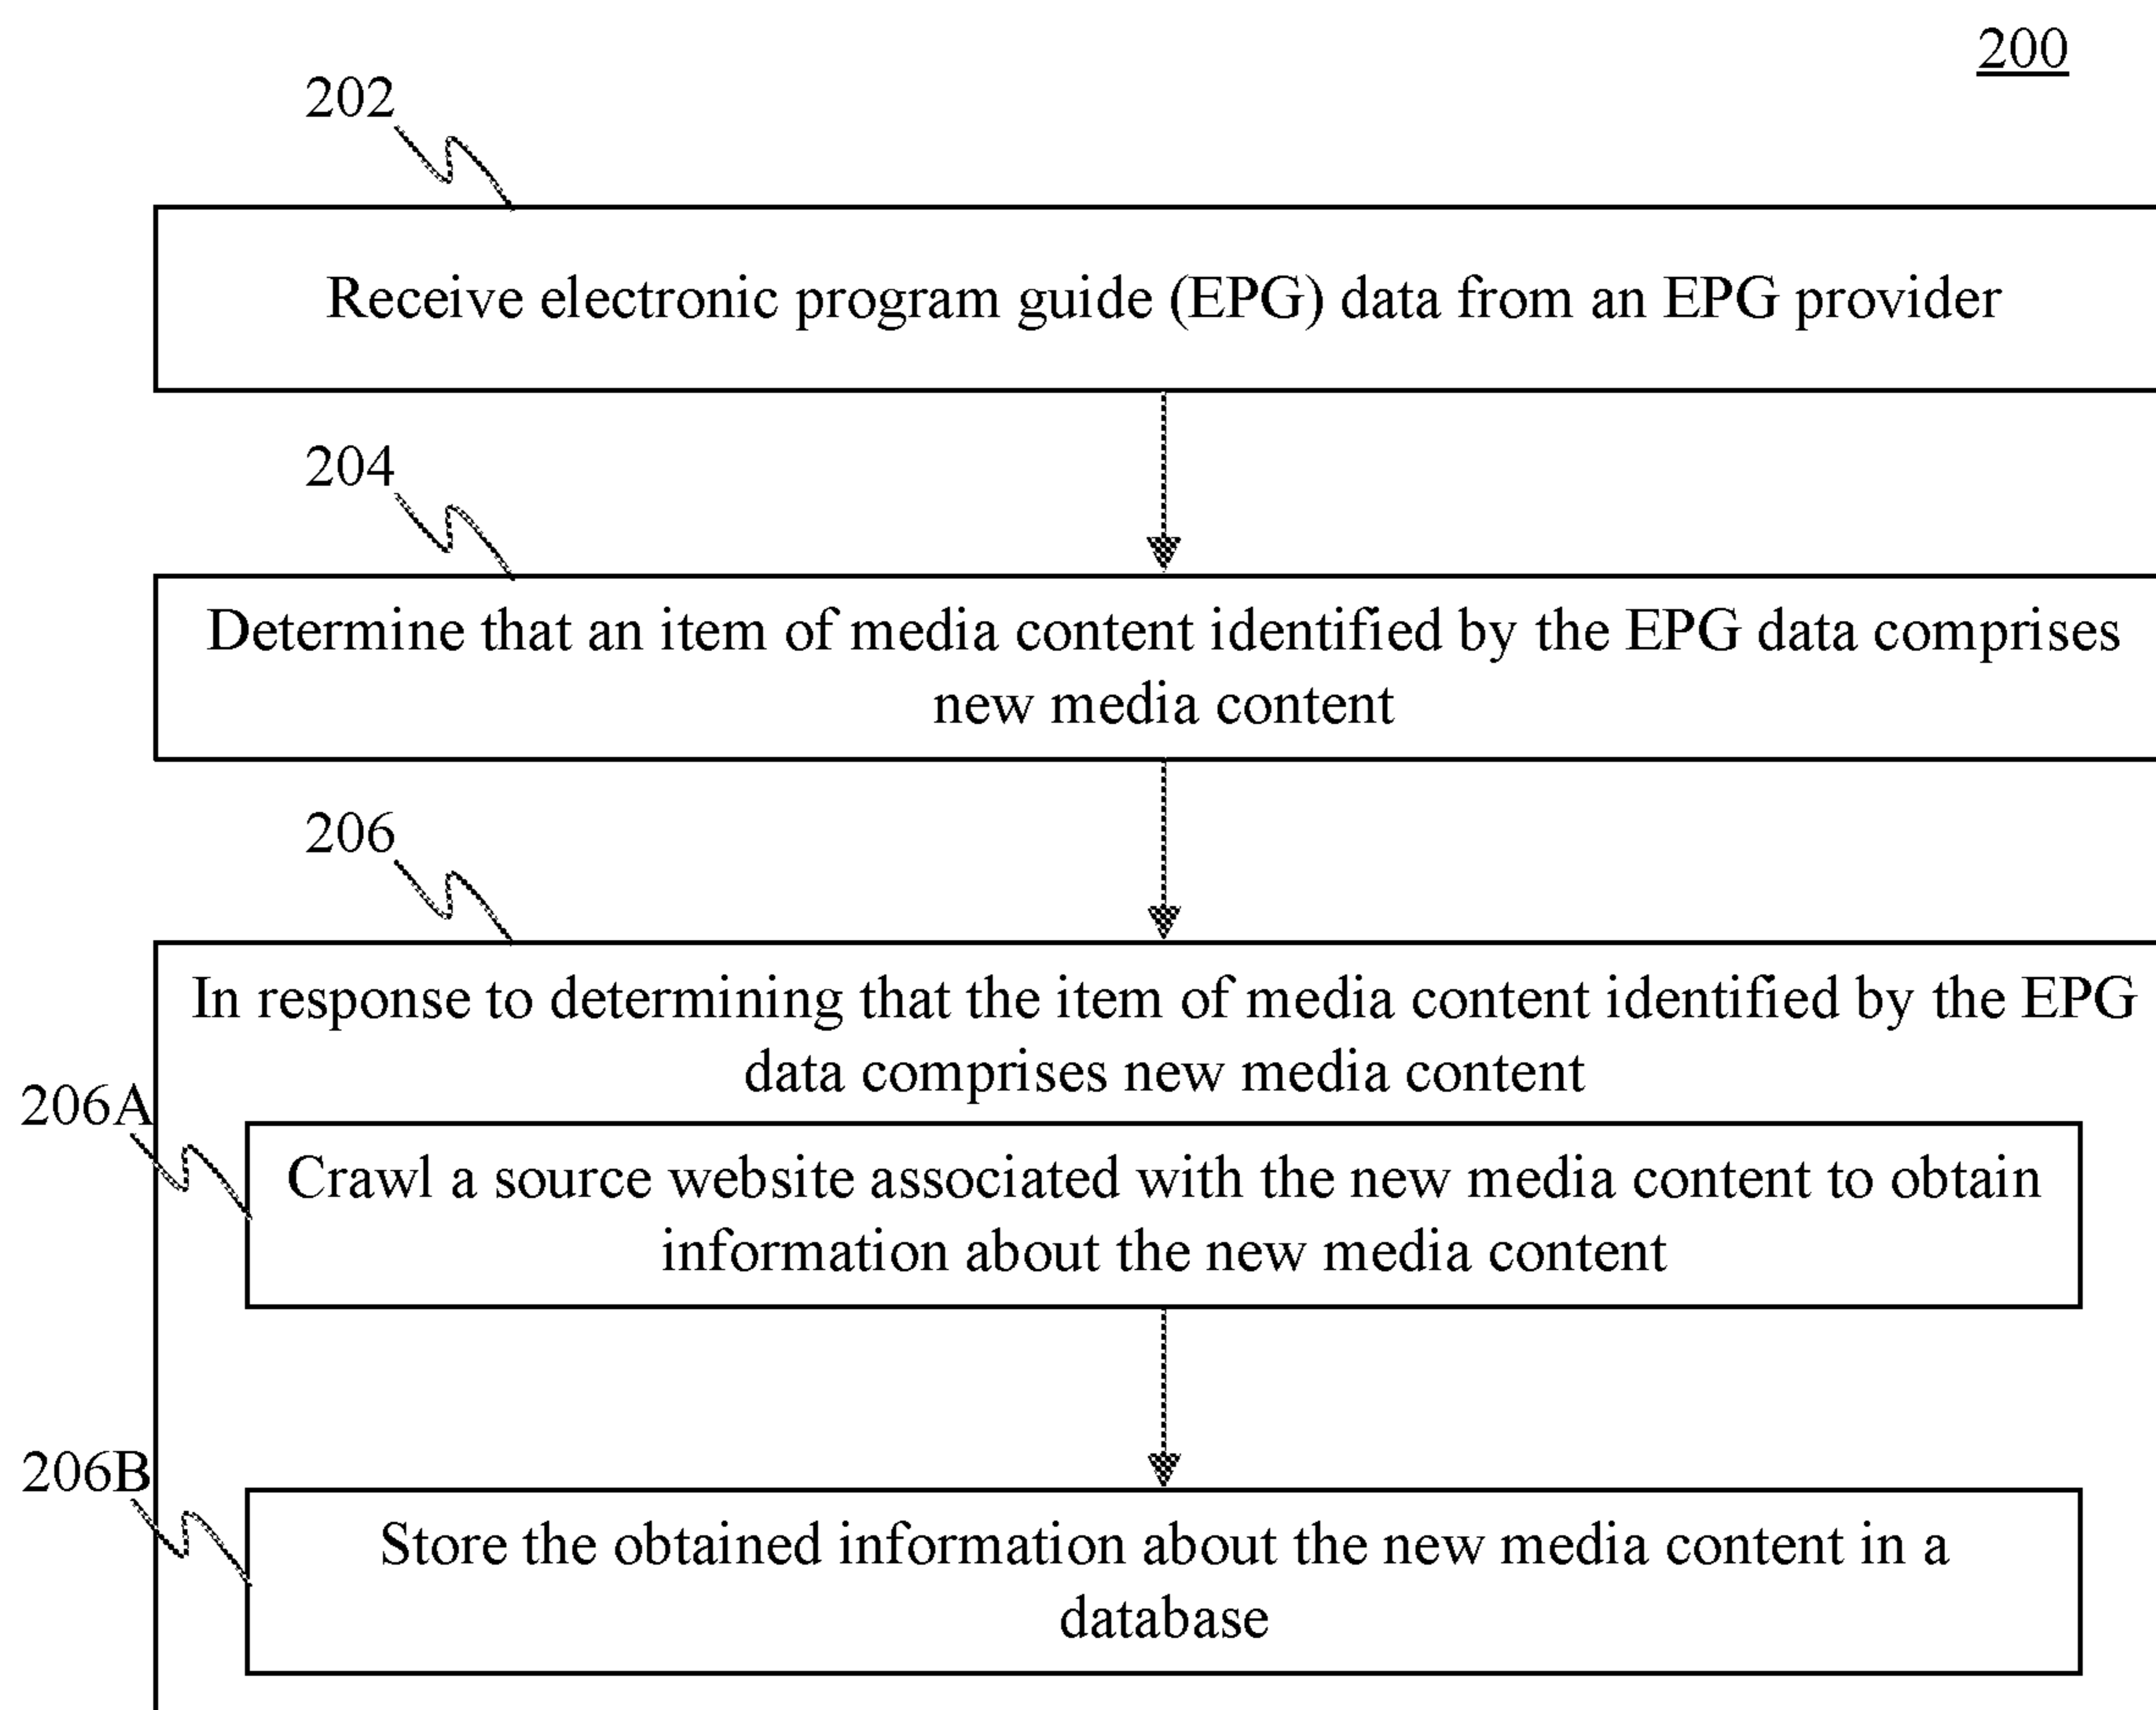 200
202
Receive electronic program guide (EPG) data from an EPG provider
204
Determine that an item of media content identified by the EPG data comprises
new media content
206
In response to determining that the item of media content identified by the EPG
data comprises new media content
206A
Crawl a source website associated with the new media content to obtain
information about the new media content
206B
Store the obtained information about the new media content in a
database